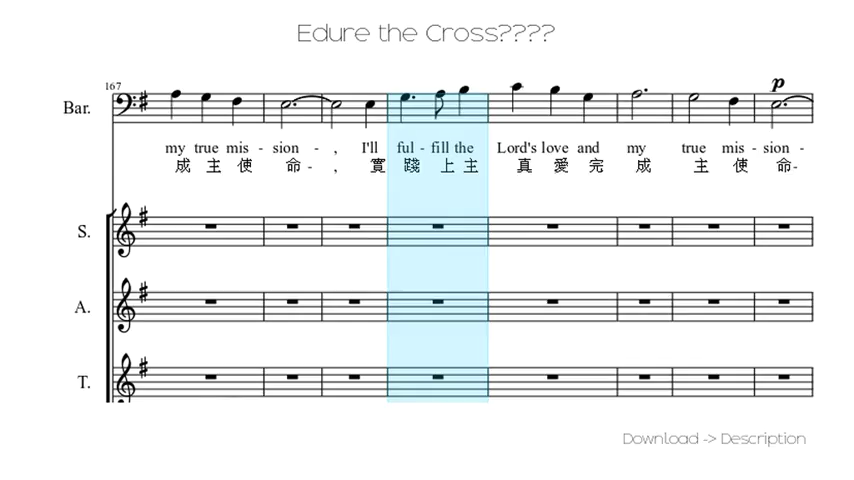 Edure the Cross????
167
p
Bar.
my true mis - sion - , I'll ful - fill the Lord's love and my true mis - sion -
成 主 使 命 - , 實 踐 上 主 真 愛 完 成 主 使 命-
S.
A.
T.
Download -> Description